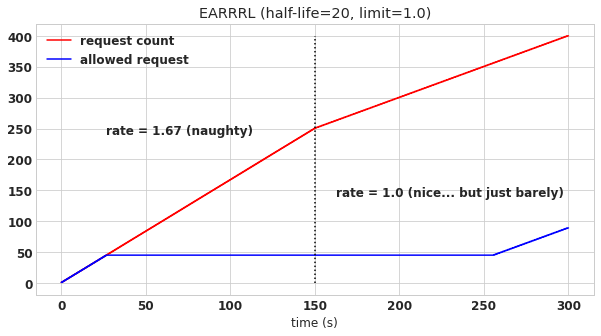 EARRRL (half-life=20, limit=1.0)
request count
allowed request
rate = 1.67 (naughty)
rate = 1.0 (nice... but just barely)
400
350
300
250
200
150
100
50
0
0 50 100 150 200 250 300
time (s)